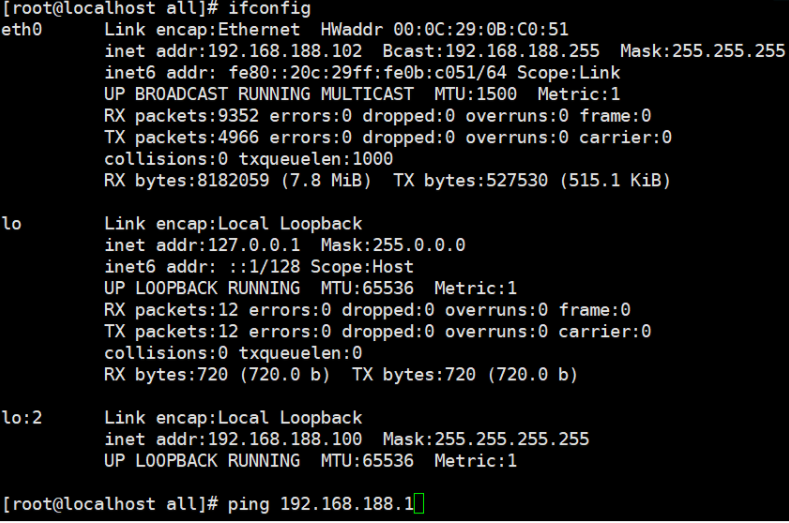 [root@localhost all]# ifconfig
eth0      Link encap:Ethernet  HWaddr 00:0C:29:0B:C0:51
          inet addr:192.168.188.102  Bcast:192.168.188.255  Mask:255.255.255
          inet6 addr: fe80::20c:29ff:fe0b:c051/64 Scope:Link
          UP BROADCAST RUNNING MULTICAST  MTU:1500  Metric:1
          RX packets:9352 errors:0 dropped:0 overruns:0 frame:0
          TX packets:4966 errors:0 dropped:0 overruns:0 carrier:0
          collisions:0 txqueuelen:1000
          RX bytes:8182059 (7.8 MiB)  TX bytes:527530 (515.1 KiB)

lo        Link encap:Local Loopback
          inet addr:127.0.0.1  Mask:255.0.0.0
          inet6 addr: ::1/128 Scope:Host
          UP LOOPBACK RUNNING  MTU:65536  Metric:1
          RX packets:12 errors:0 dropped:0 overruns:0 frame:0
          TX packets:12 errors:0 dropped:0 overruns:0 carrier:0
          collisions:0 txqueuelen:0
          RX bytes:720 (720.0 b)  TX bytes:720 (720.0 b)

lo:2      Link encap:Local Loopback
          inet addr:192.168.188.100  Mask:255.255.255.255
          UP LOOPBACK RUNNING  MTU:65536  Metric:1

[root@localhost all]# ping 192.168.188.1